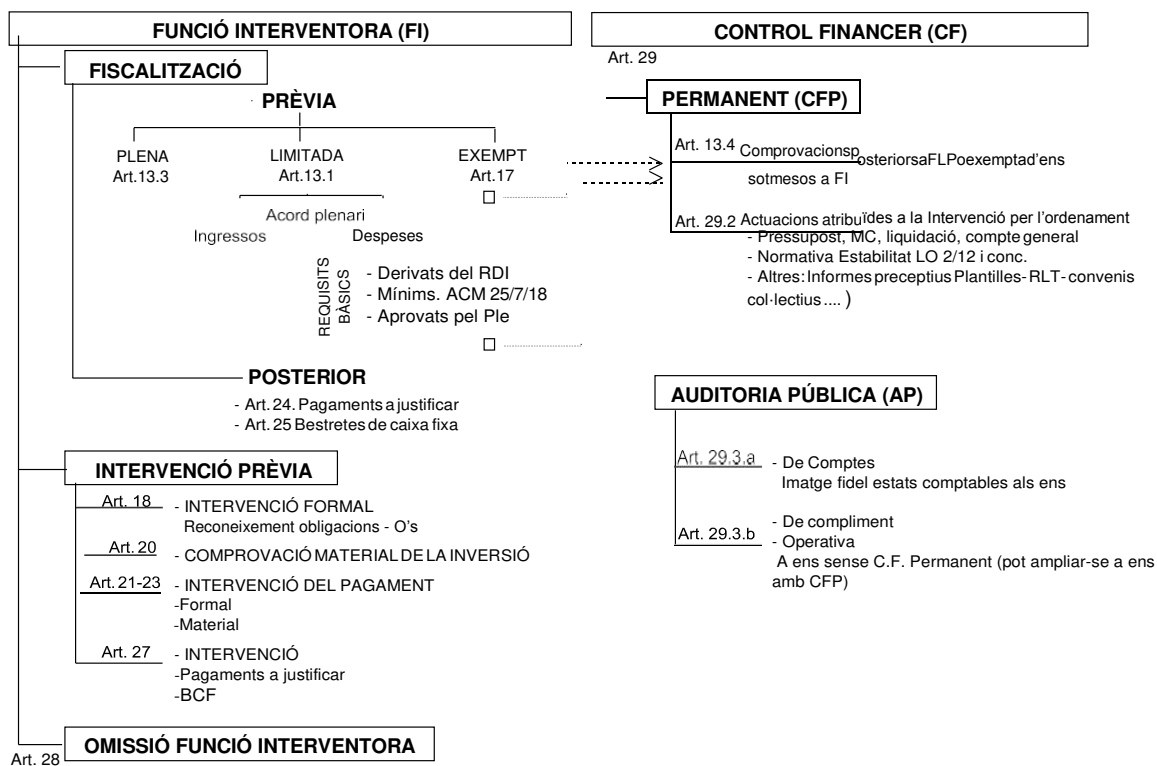 FUNCIÓ INTERVENTORA (FI)
FISCALITZACIÓ
PRÈVIA
PLENA
Art.13.3
LIMITADA
Art.13.1
EXEMPT
Art.17
Acord plenari
Ingressos
Despeses
REQUISITS
BÀSICS
- Derivats del RDI
- Mínims. ACM 25/7/18
- Aprovats pel Ple
POSTERIOR
- Art. 24. Pagaments a justificar
- Art. 25 Bestretes de caixa fixa
INTERVENCIÓ PRÈVIA
Art. 18
- INTERVENCIÓ FORMAL
Reconeixement obligacions - O's
Art. 20
- COMPROVACIÓ MATERIAL DE LA INVERSIÓ
Art. 21-23
- INTERVENCIÓ DEL PAGAMENT
-Formal
-Material
Art. 27
- INTERVENCIÓ
-Pagaments a justificar
-BCF
Art. 28
OMISSIÓ FUNCIÓ INTERVENTORA
CONTROL FINANCER (CF)
Art. 29
PERMANENT (CFP)
Art. 13.4
ComprovacionsposteriorsaFLPoexemptad'ens
sotmesos a FI
Art. 29.2
Actuacions atribuïdes a la Intervenció per l'ordenament
- Pressupost, MC, liquidació, compte general
- Normativa Estabilitat LO 2/12 i conc.
- Altres: Informes preceptius Plantilles- RLT- convenis
col·lectius .... )
AUDITORIA PÚBLICA (AP)
Art. 29.3.a
- De Comptes
Imatge fidel estats comptables als ens
Art. 29.3.b
- De compliment
- Operativa
A ens sense C.F. Permanent (pot ampliar-se a ens
amb CFP)